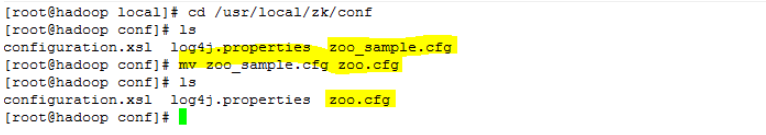 [root@hadoop local]# cd /usr/local/zk/conf
[root@hadoop conf]# ls
configuration.xsl  log4j.properties  zoo_sample.cfg
[root@hadoop conf]# mv zoo_sample.cfg zoo.cfg
[root@hadoop conf]# ls
configuration.xsl  log4j.properties  zoo.cfg
[root@hadoop conf]#